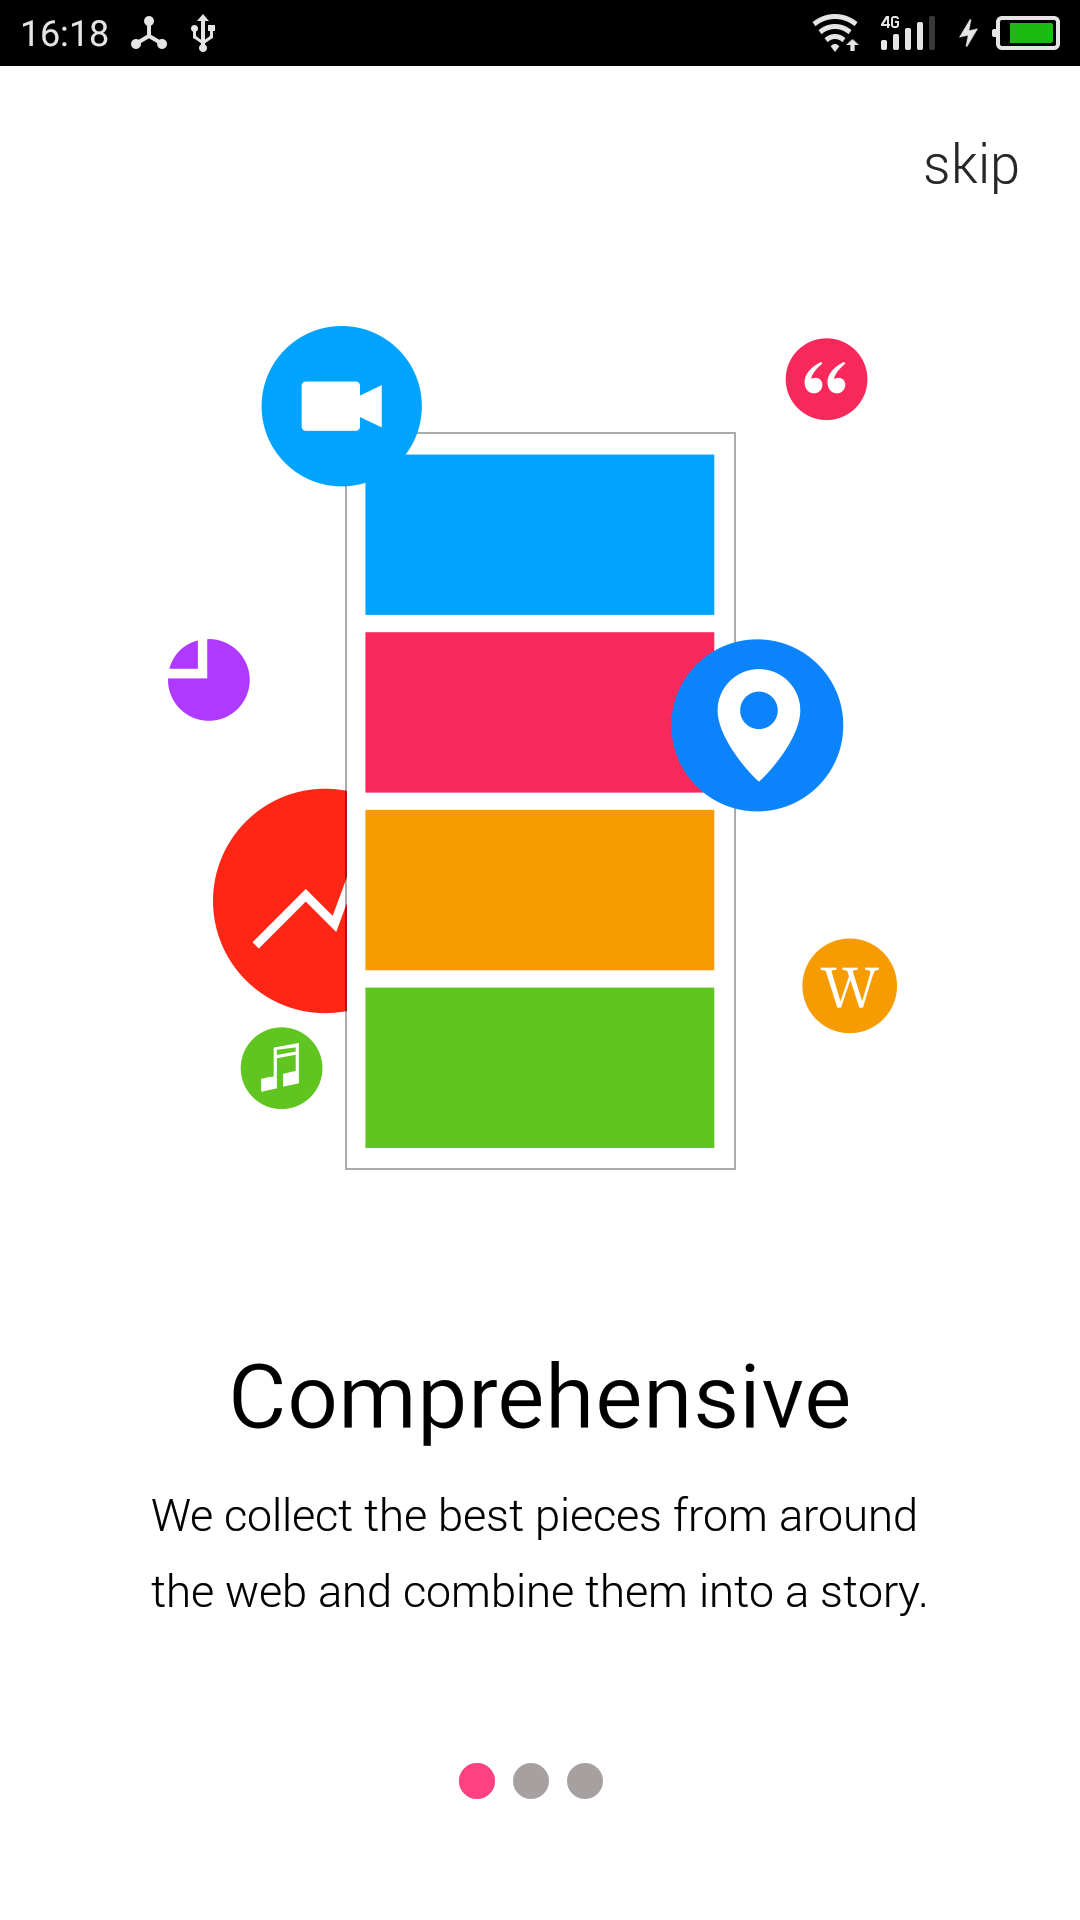 16:18
4G
skip
W
Comprehensive
We collect the best pieces from around
the web and combine them into a story.